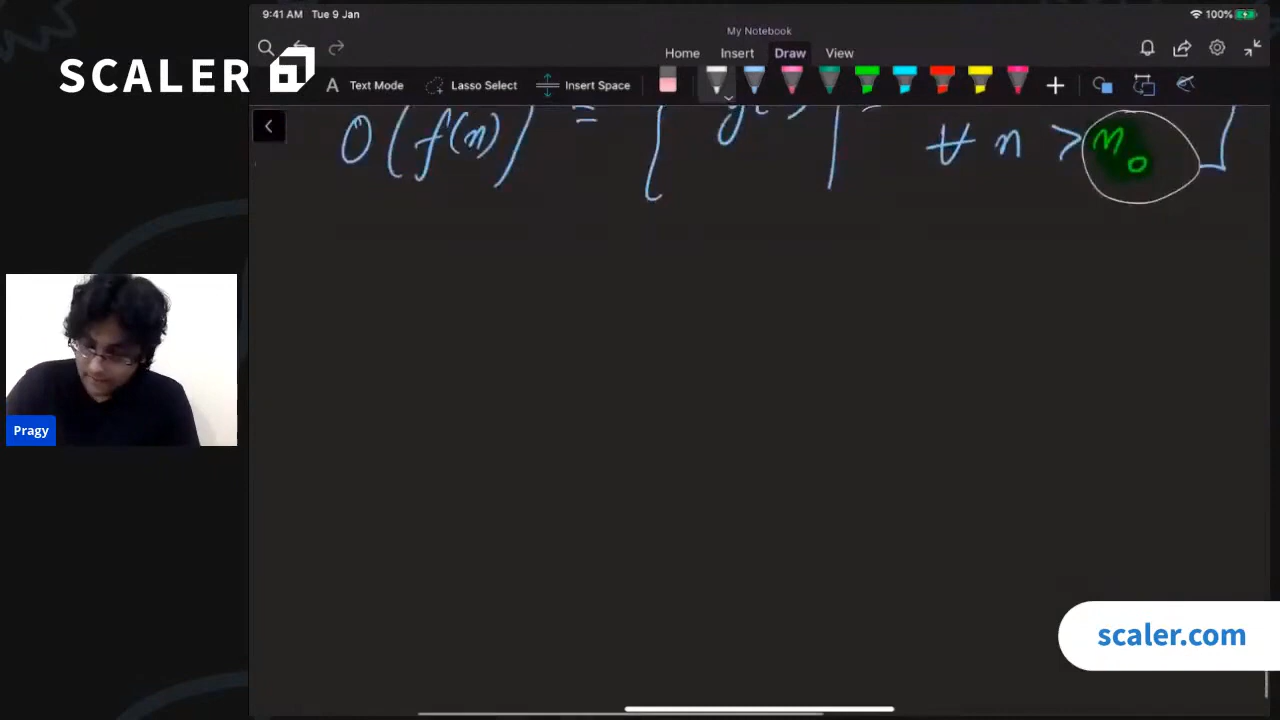 9:41 AM Tue 9 Jan
100%
My Notebook
Home Insert Draw View
SCALER
A Text Mode Lasso Select Insert Space
O(f(n)) = { | ∀ n > n₀ }
Pragy
scaler.com